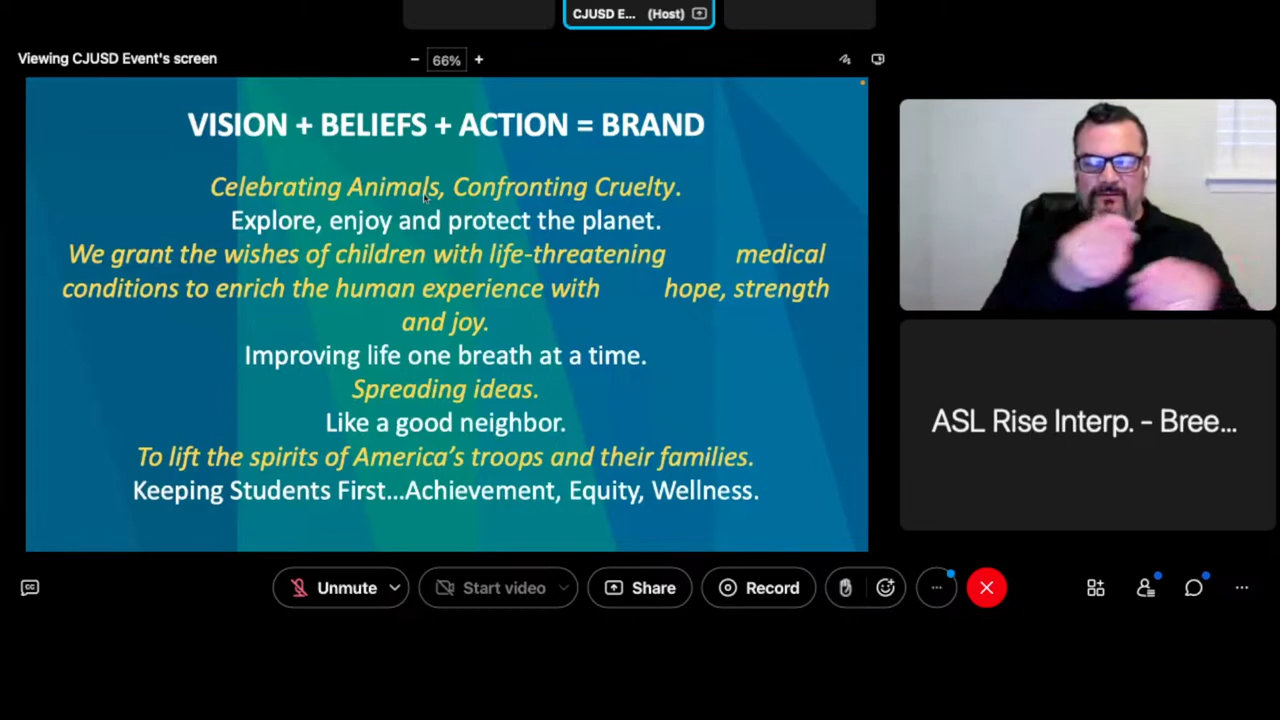 CJUSD E... (Host)
Viewing CJUSD Event's screen
− 66% +
VISION + BELIEFS + ACTION = BRAND
Celebrating Animals, Confronting Cruelty.
Explore, enjoy and protect the planet.
We grant the wishes of children with life-threatening medical
conditions to enrich the human experience with hope, strength
and joy.
Improving life one breath at a time.
Spreading ideas.
Like a good neighbor.
To lift the spirits of America's troops and their families.
Keeping Students First...Achievement, Equity, Wellness.
ASL Rise Interp. - Bree...
CC
Unmute
Start video
Share
Record